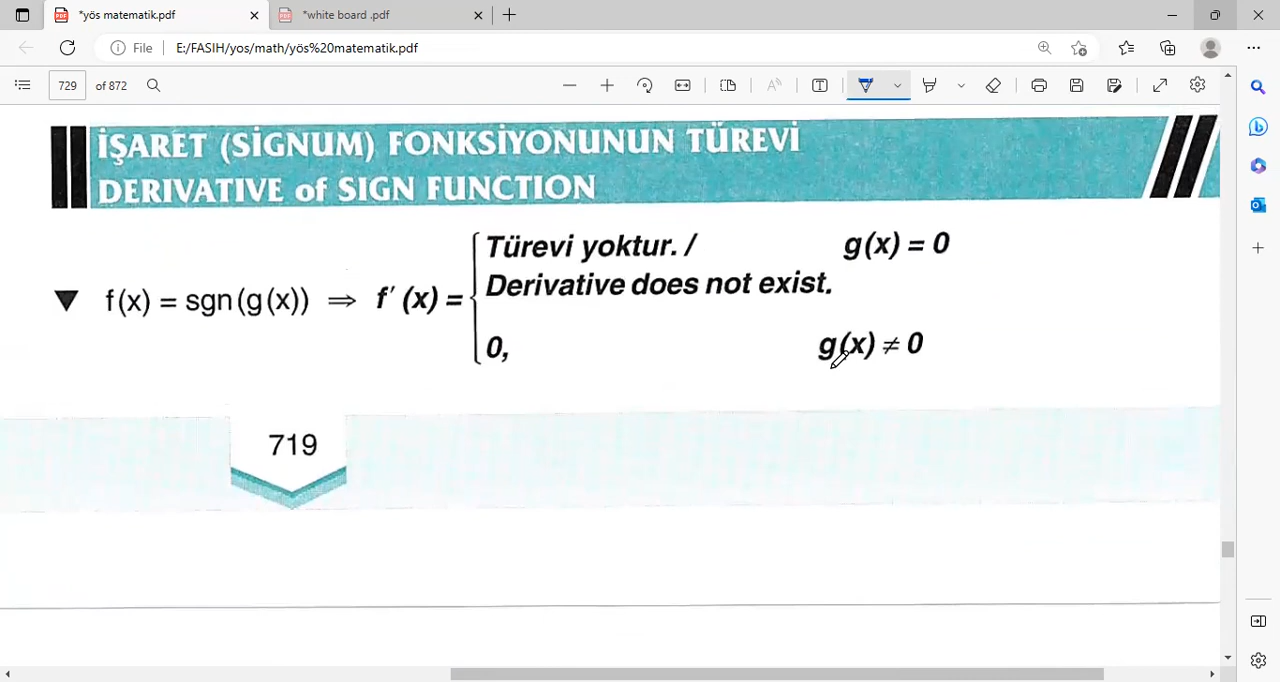 *yös matematik.pdf
*white board .pdf
File E:/FASIH/yos/math/yös%20matematik.pdf
729 of 872
İŞARET (SİGNUM) FONKSİYONUNUN TÜREVİ
DERIVATIVE of SIGN FUNCTION
Türevi yoktur. / g(x) = 0
Derivative does not exist.
▼ f(x) = sgn(g(x)) ⇒ f′(x) =
0, g(x) ≠ 0
719